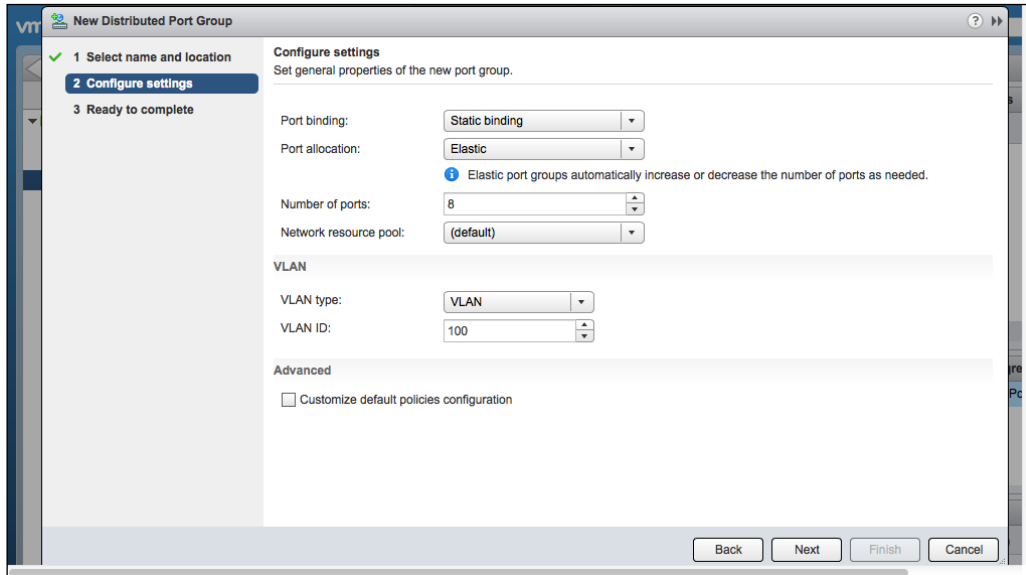 vm
New Distributed Port Group
?
1 Select name and location
2 Configure settings
3 Ready to complete
Configure settings
Set general properties of the new port group.
Port binding: Static binding
Port allocation: Elastic
Elastic port groups automatically increase or decrease the number of ports as needed.
Number of ports: 8
Network resource pool: (default)
VLAN
VLAN type: VLAN
VLAN ID: 100
Advanced
Customize default policies configuration
Back Next Finish Cancel